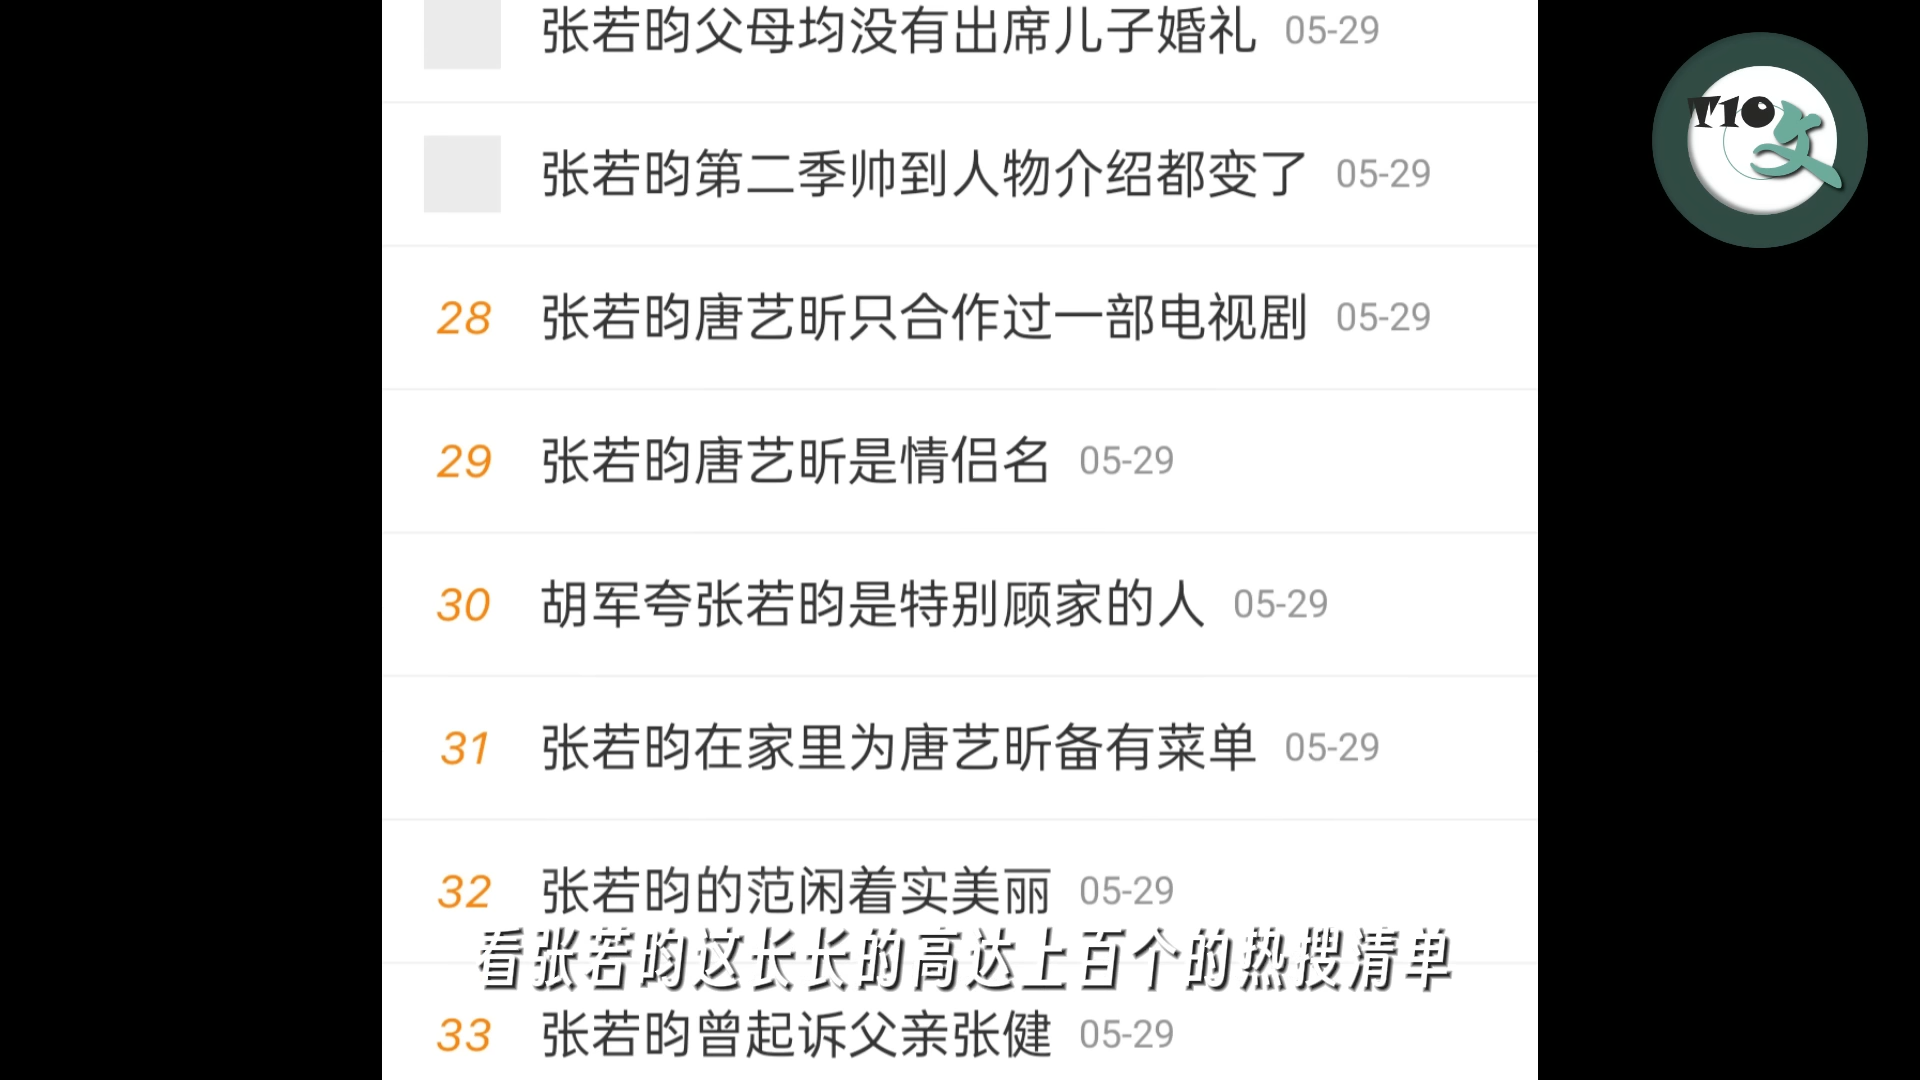 张若昀父母均没有出席儿子婚礼 05-29
T10文
张若昀第二季帅到人物介绍都变了 05-29
28 张若昀唐艺昕只合作过一部电视剧 05-29
29 张若昀唐艺昕是情侣名 05-29
30 胡军夸张若昀是特别顾家的人 05-29
31 张若昀在家里为唐艺昕备有菜单 05-29
32 张若昀的范闲着实美丽 05-29
看张若昀这长长的高达上百个的热搜清单
33 张若昀曾起诉父亲张健 05-29